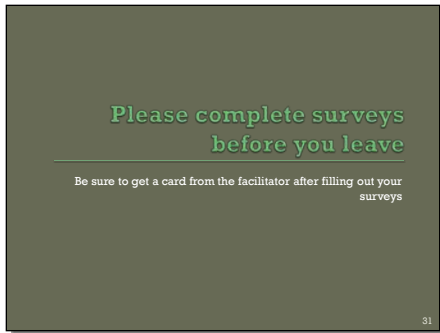 Please complete surveys
before you leave
Be sure to get a card from the facilitator after filling out your
surveys
31